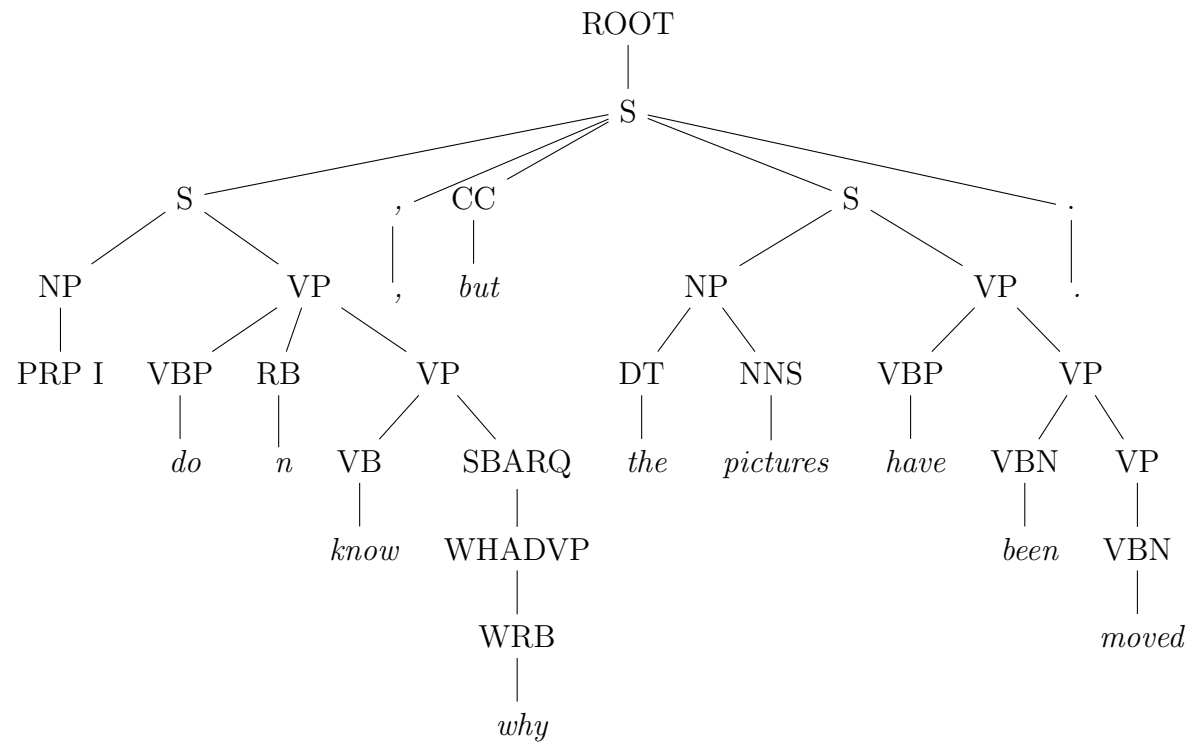 ROOT
S
S , CC S .
NP VP , but NP VP .
PRP I VBP RB VP DT NNS VBP VP
do n VB SBARQ the pictures have VBN VP
know WHADVP been VBN
WRB moved
why